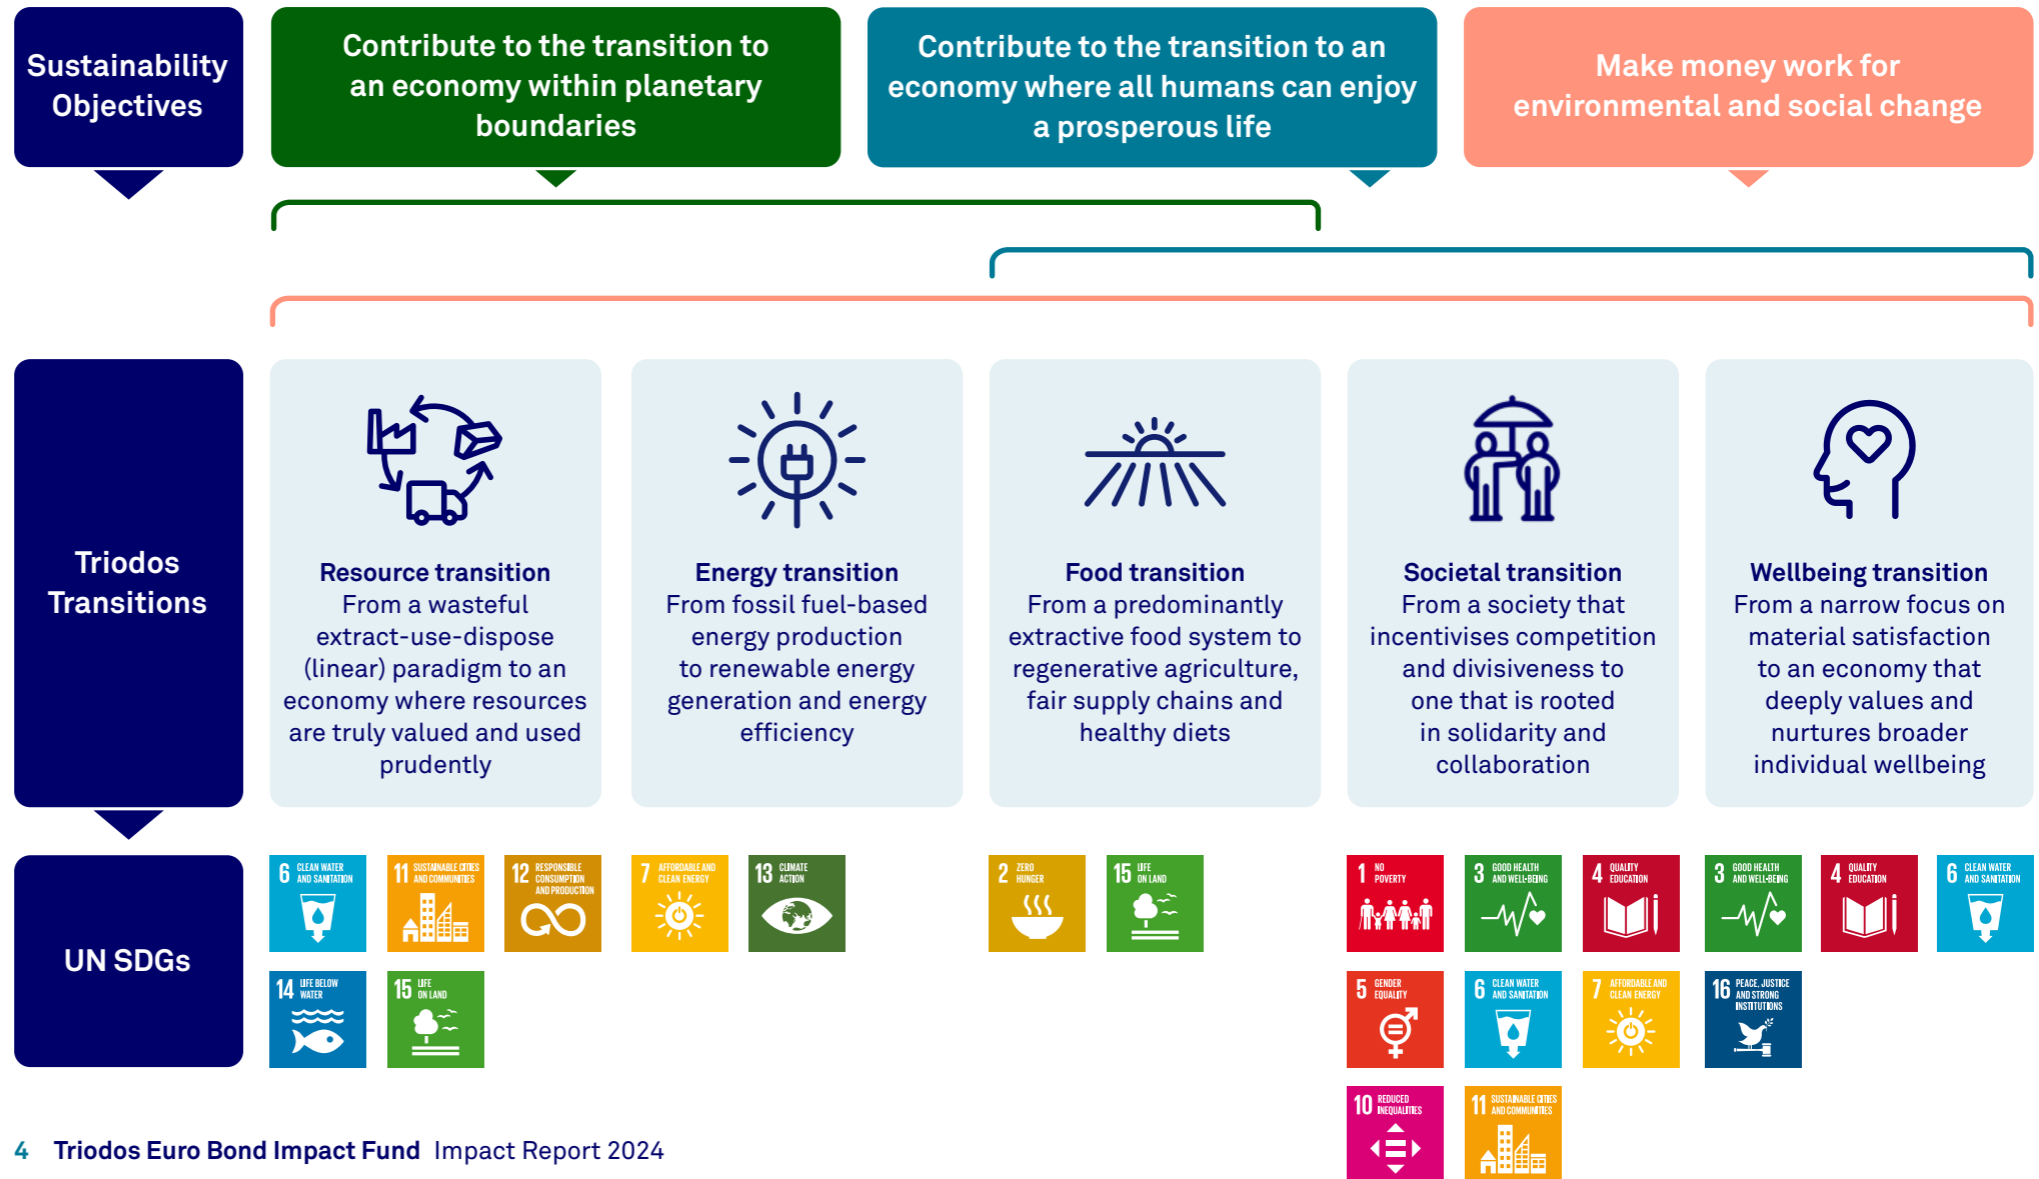 Sustainability
Objectives
Contribute to the transition to
an economy within planetary
boundaries
Contribute to the transition to an
economy where all humans can enjoy
a prosperous life
Make money work for
environmental and social change
Triodos
Transitions
Resource transition
From a wasteful
extract-use-dispose
(linear) paradigm to an
economy where resources
are truly valued and used
prudently
Energy transition
From fossil fuel-based
energy production
to renewable energy
generation and energy
efficiency
Food transition
From a predominantly
extractive food system to
regenerative agriculture,
fair supply chains and
healthy diets
Societal transition
From a society that
incentivises competition
and divisiveness to
one that is rooted
in solidarity and
collaboration
Wellbeing transition
From a narrow focus on
material satisfaction
to an economy that
deeply values and
nurtures broader
individual wellbeing
UN SDGs
6 CLEAN WATER
AND SANITATION
11 SUSTAINABLE CITIES
AND COMMUNITIES
12 RESPONSIBLE
CONSUMPTION
AND PRODUCTION
14 LIFE BELOW
WATER
15 LIFE
ON LAND
7 AFFORDABLE AND
CLEAN ENERGY
13 CLIMATE
ACTION
2 ZERO
HUNGER
15 LIFE
ON LAND
1 NO
POVERTY
3 GOOD HEALTH
AND WELL-BEING
4 QUALITY
EDUCATION
5 GENDER
EQUALITY
6 CLEAN WATER
AND SANITATION
7 AFFORDABLE AND
CLEAN ENERGY
10 REDUCED
INEQUALITIES
11 SUSTAINABLE CITIES
AND COMMUNITIES
3 GOOD HEALTH
AND WELL-BEING
4 QUALITY
EDUCATION
6 CLEAN WATER
AND SANITATION
16 PEACE, JUSTICE
AND STRONG
INSTITUTIONS
4 Triodos Euro Bond Impact Fund Impact Report 2024